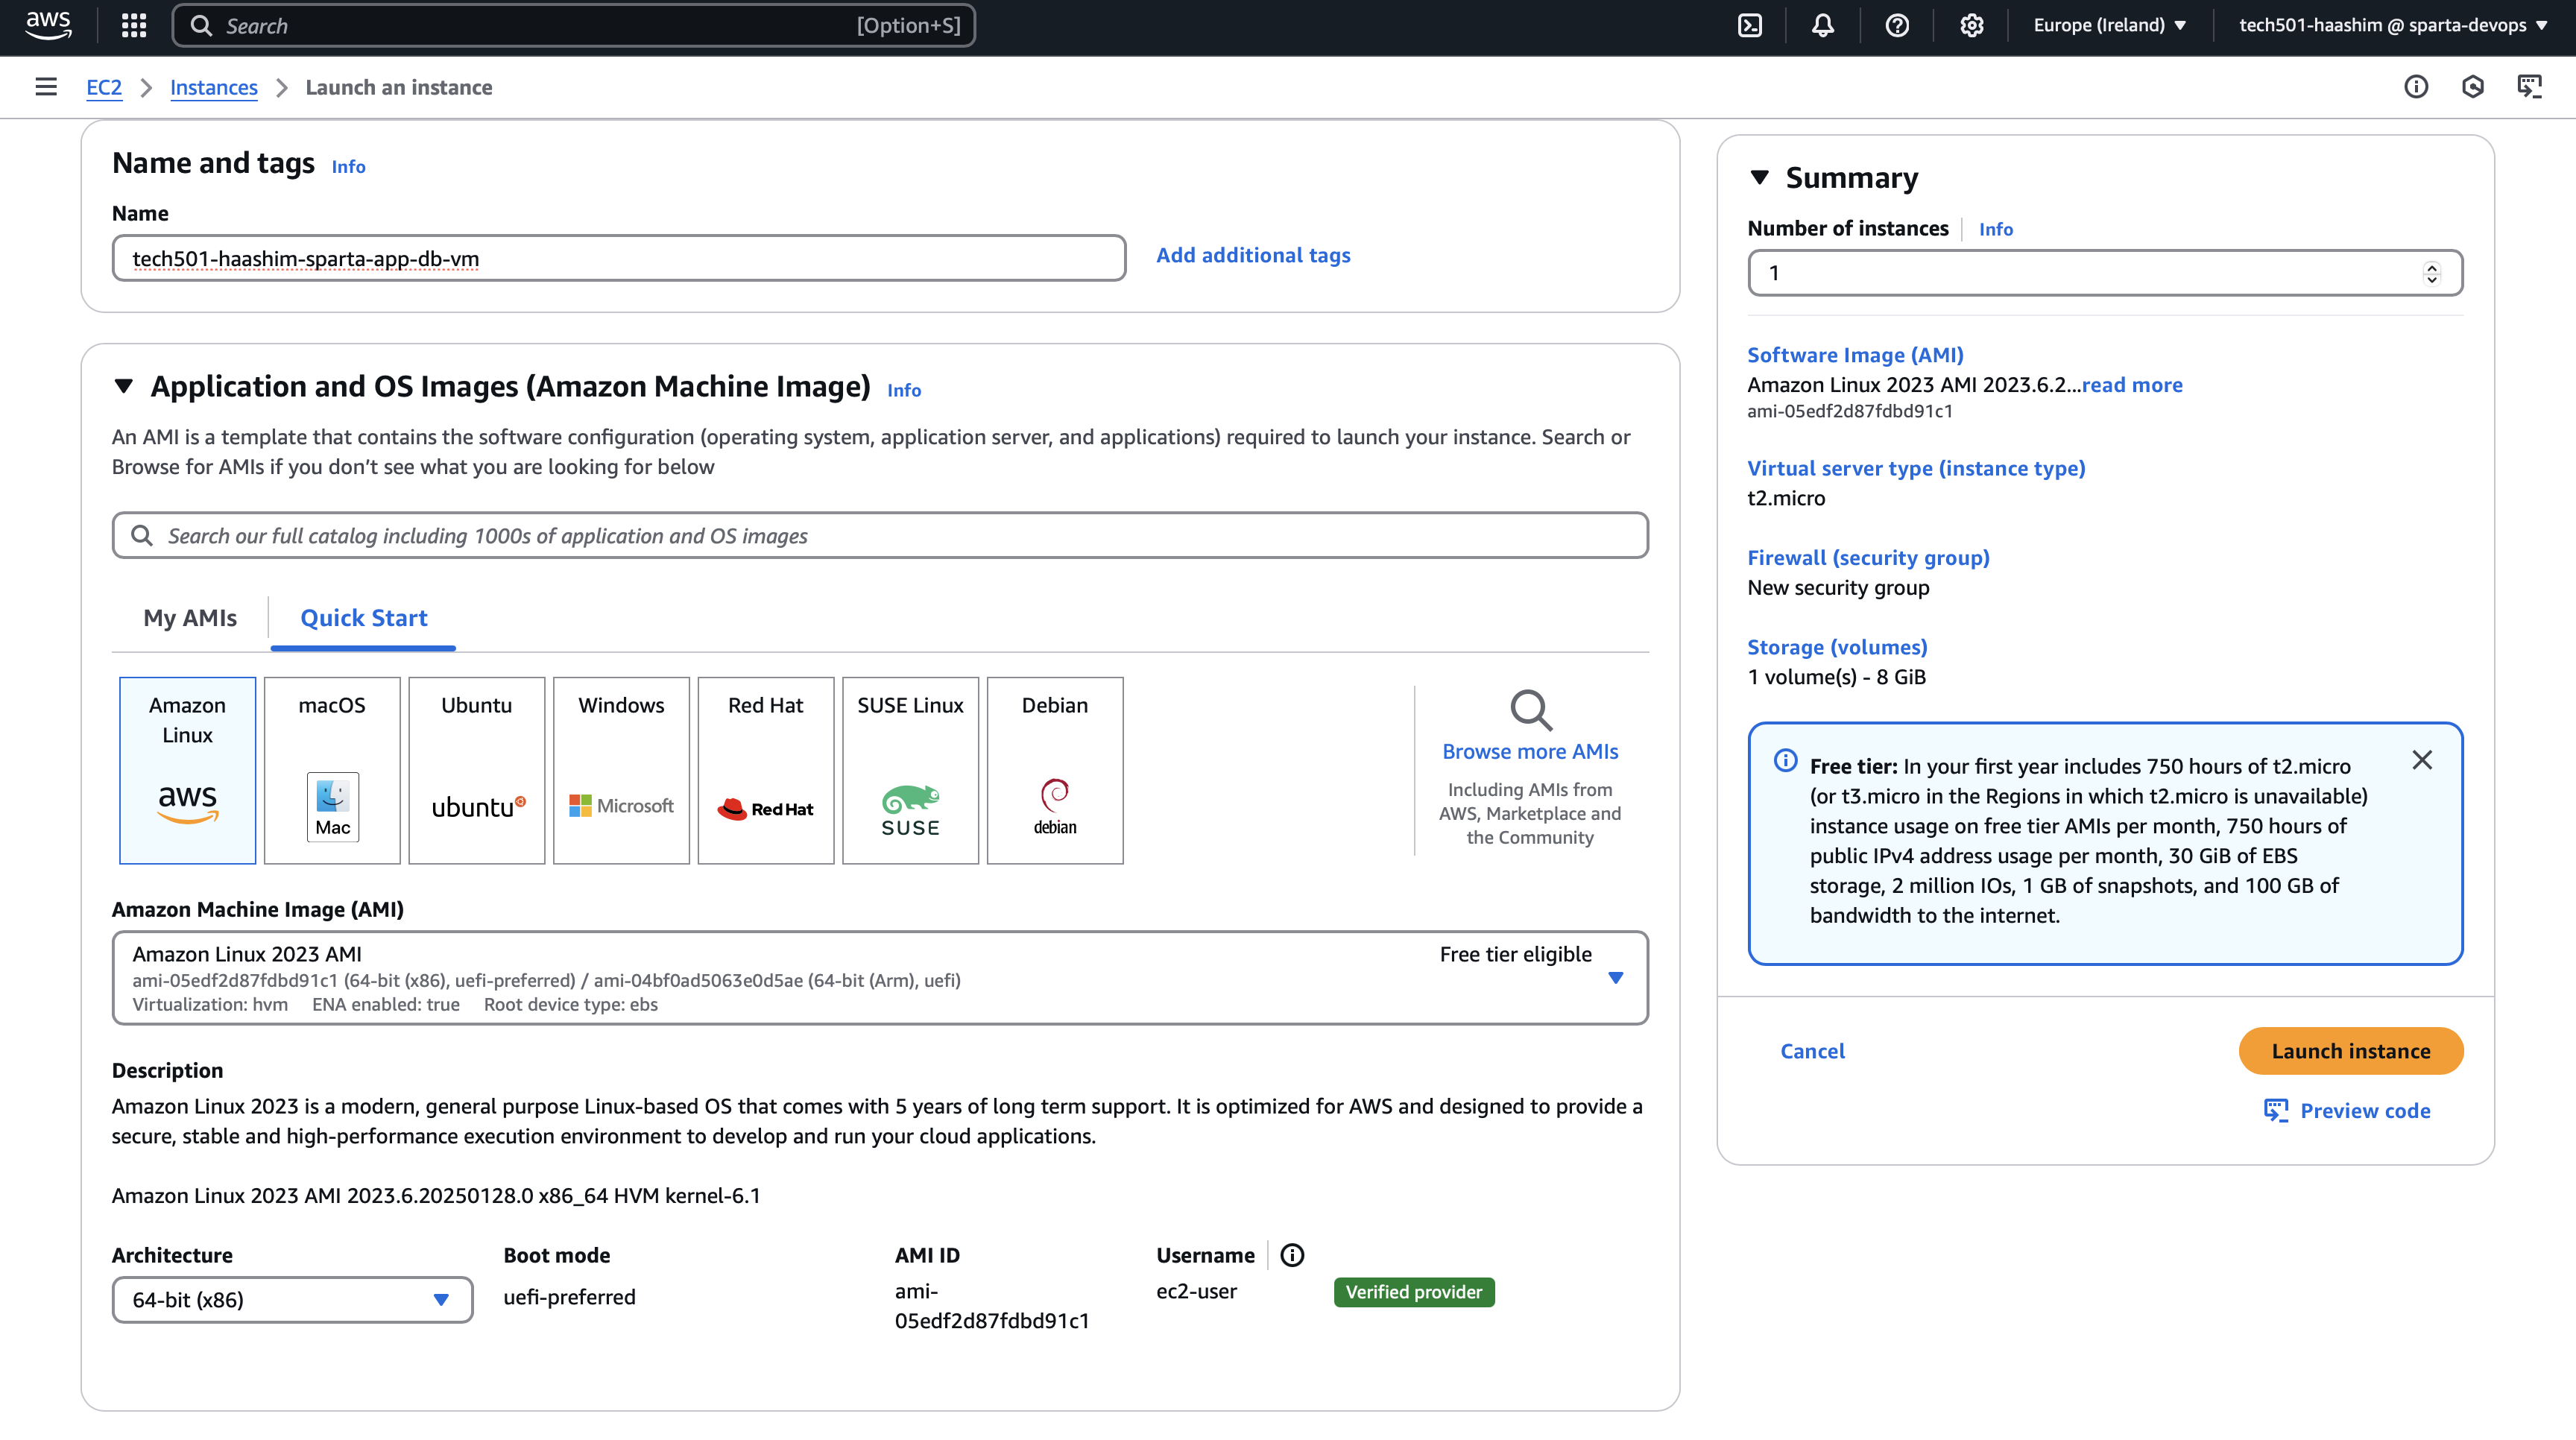 aws
Search
[Option+S]
Europe (Ireland)
tech501-haashim @ sparta-devops
EC2
Instances
Launch an instance
Name and tags
Info
Name
tech501-haashim-sparta-app-db-vm
Add additional tags
Application and OS Images (Amazon Machine Image)
Info
An AMI is a template that contains the software configuration (operating system, application server, and applications) required to launch your instance. Search or
Browse for AMIs if you don’t see what you are looking for below
Search our full catalog including 1000s of application and OS images
My AMIs
Quick Start
Amazon
Linux
aws
macOS
Mac
Ubuntu
ubuntu
Windows
Microsoft
Red Hat
Red Hat
SUSE Linux
SUSE
Debian
debian
Browse more AMIs
Including AMIs from
AWS, Marketplace and
the Community
Amazon Machine Image (AMI)
Amazon Linux 2023 AMI
Free tier eligible
ami-05edf2d87fdbd91c1 (64-bit (x86), uefi-preferred) / ami-04bf0ad5063e0d5ae (64-bit (Arm), uefi)
Virtualization: hvm ENA enabled: true Root device type: ebs
Description
Amazon Linux 2023 is a modern, general purpose Linux-based OS that comes with 5 years of long term support. It is optimized for AWS and designed to provide a
secure, stable and high-performance execution environment to develop and run your cloud applications.
Amazon Linux 2023 AMI 2023.6.20250128.0 x86_64 HVM kernel-6.1
Architecture
64-bit (x86)
Boot mode
uefi-preferred
AMI ID
ami-
05edf2d87fdbd91c1
Username
ec2-user
Verified provider
Summary
Number of instances
Info
1
Software Image (AMI)
Amazon Linux 2023 AMI 2023.6.2...read more
ami-05edf2d87fdbd91c1
Virtual server type (instance type)
t2.micro
Firewall (security group)
New security group
Storage (volumes)
1 volume(s) - 8 GiB
Free tier: In your first year includes 750 hours of t2.micro
(or t3.micro in the Regions in which t2.micro is unavailable)
instance usage on free tier AMIs per month, 750 hours of
public IPv4 address usage per month, 30 GiB of EBS
storage, 2 million IOs, 1 GB of snapshots, and 100 GB of
bandwidth to the internet.
Cancel
Launch instance
Preview code